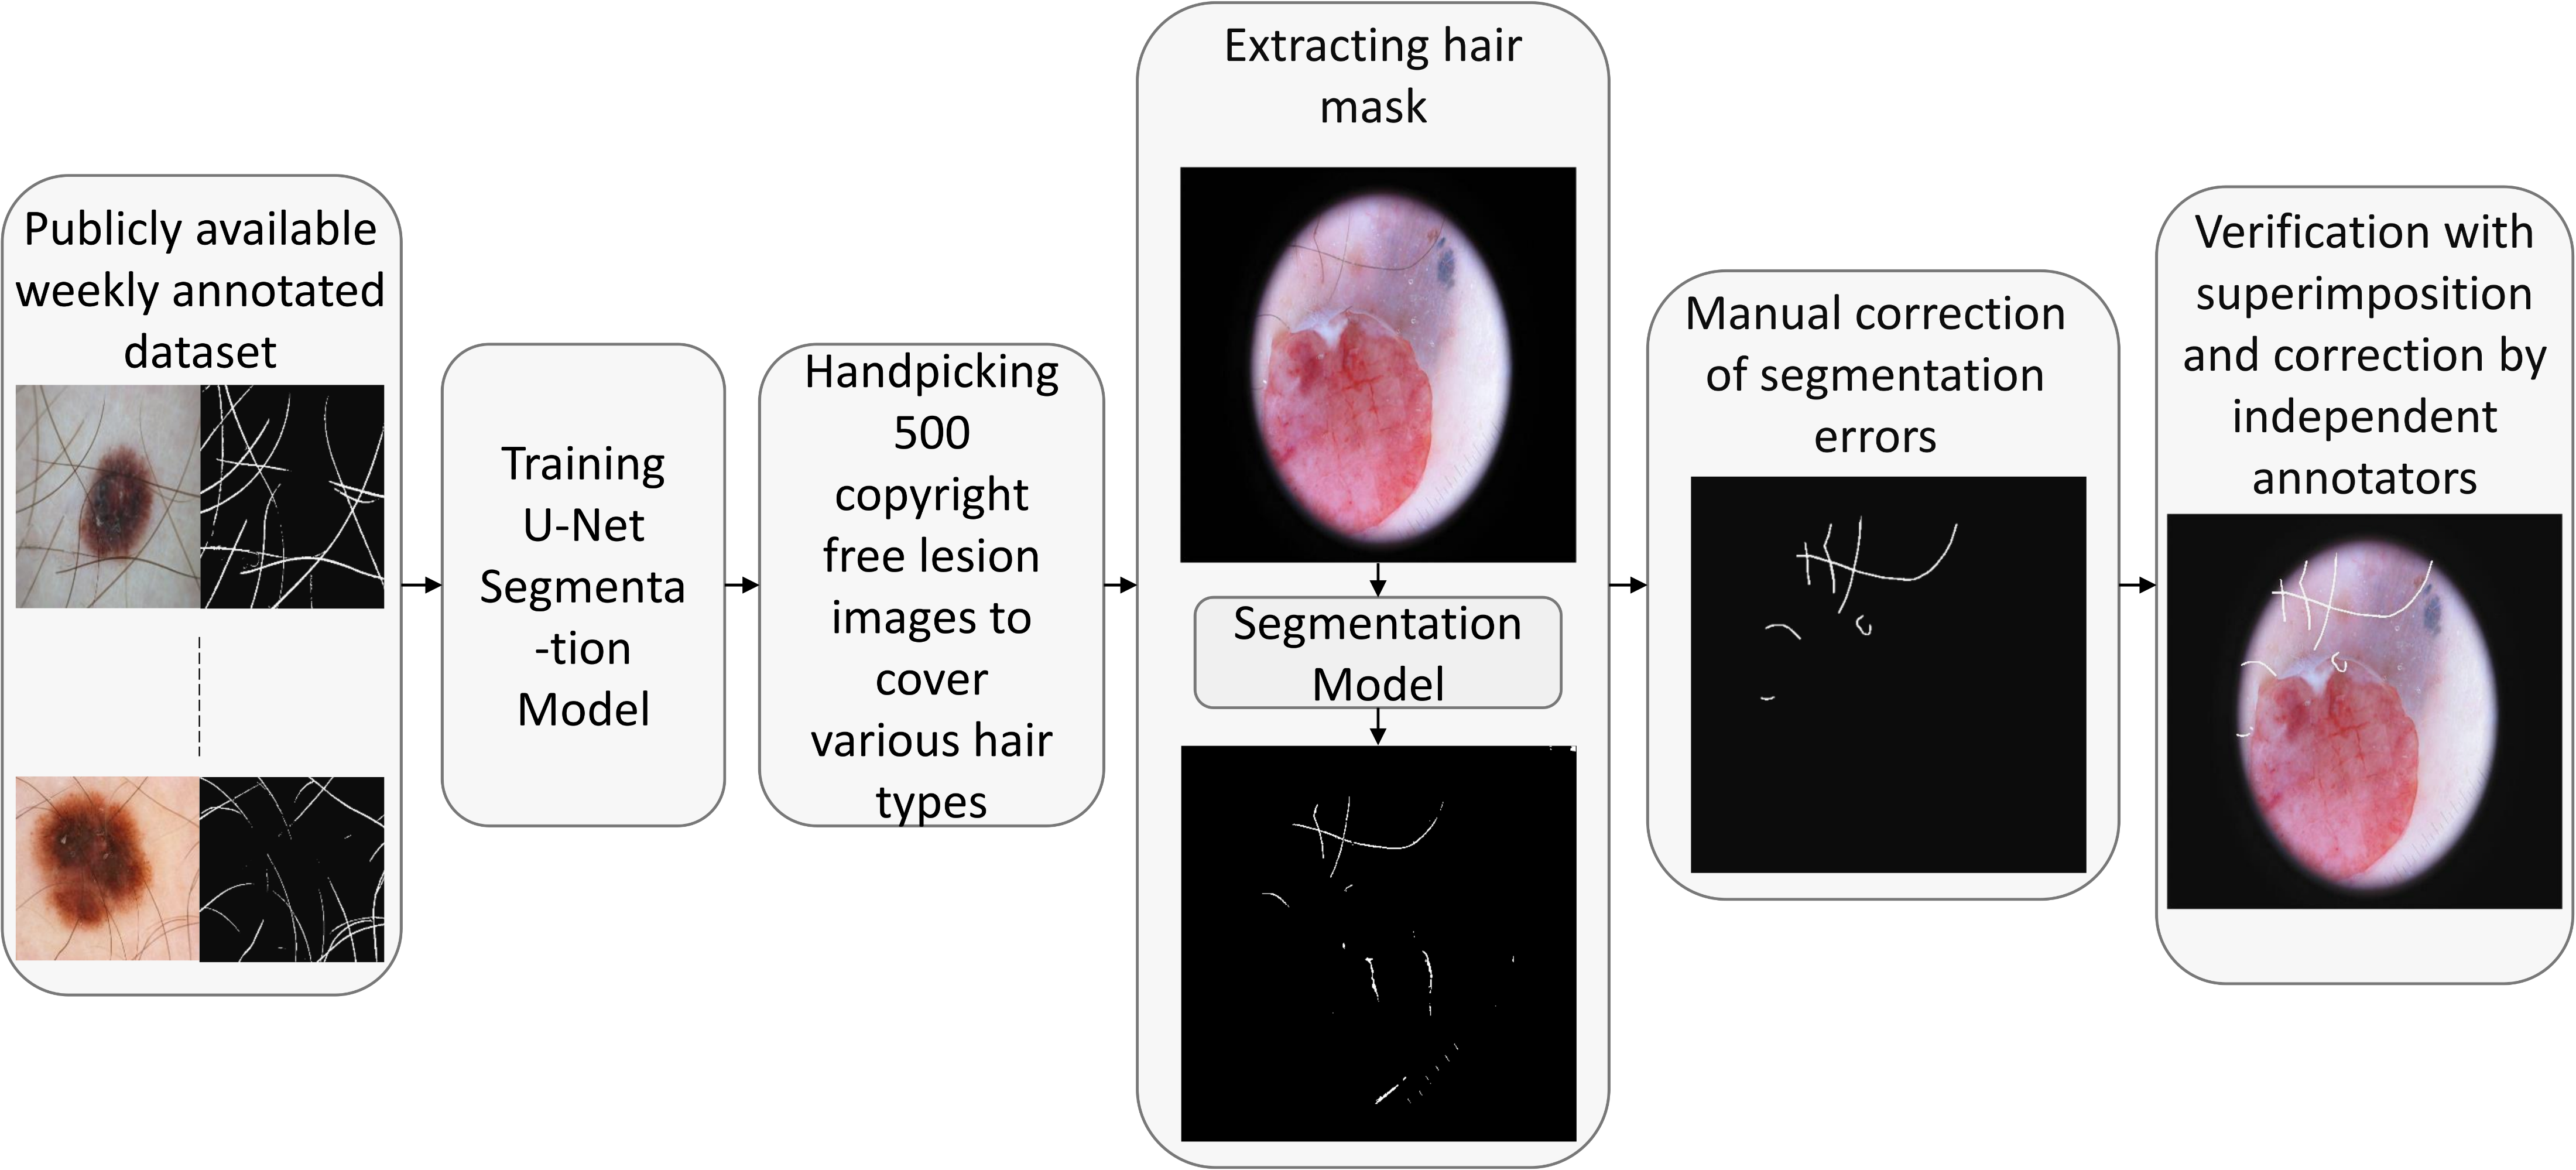 Publicly available
weekly annotated
dataset
Training
U-Net
Segmenta
-tion
Model
Handpicking
500
copyright
free lesion
images to
cover
various hair
types
Extracting hair
mask
Segmentation
Model
Manual correction
of segmentation
errors
Verification with
superimposition
and correction by
independent
annotators